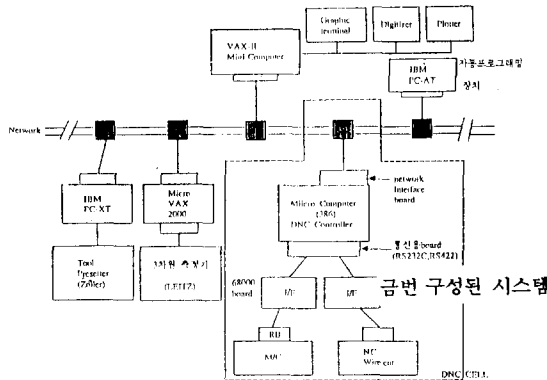 Graphic
terminal
Digitizer
Plotter
VAX-II
Mini Computer
IBM
PC-AT
자동프로그래밍
장치
Network
IBM
PC-XT
Micro
VAX
2000
Tool
Presetter
(Zoller)
3차원 측정기
(LEITZ)
network
Interface
board
Micro Computer
(386)
DNC Controller
통신용board
(RS232C,RS422)
68000
board
I/F
I/F
금번 구성된 시스템
RB
M/C
NC
Wirecut
DNC CELL